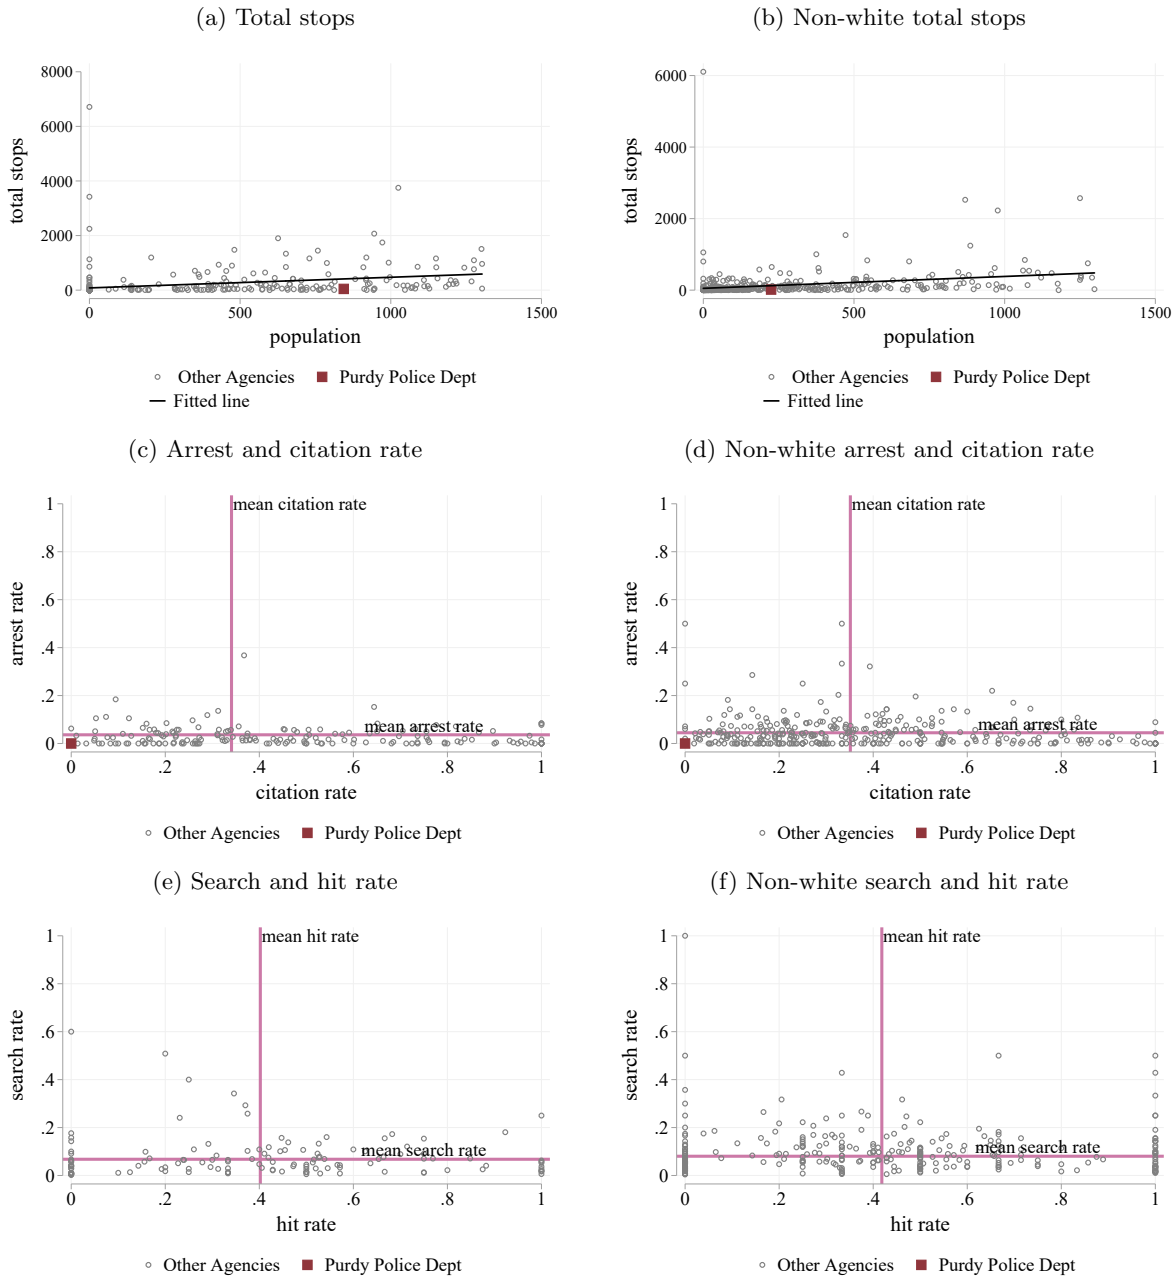 (a) Total stops
8000
6000
4000
2000
0
total stops
0 500 1000 1500
population
Other Agencies Purdy Police Dept
Fitted line
(b) Non-white total stops
6000
4000
2000
0
total stops
0 500 1000 1500
population
Other Agencies Purdy Police Dept
Fitted line
(c) Arrest and citation rate
1
.8
.6
.4
.2
0
arrest rate
mean citation rate
mean arrest rate
0 .2 .4 .6 .8 1
citation rate
Other Agencies Purdy Police Dept
(d) Non-white arrest and citation rate
1
.8
.6
.4
.2
0
arrest rate
mean citation rate
mean arrest rate
0 .2 .4 .6 .8 1
citation rate
Other Agencies Purdy Police Dept
(e) Search and hit rate
1
.8
.6
.4
.2
0
search rate
mean hit rate
mean search rate
0 .2 .4 .6 .8 1
hit rate
Other Agencies Purdy Police Dept
(f) Non-white search and hit rate
1
.8
.6
.4
.2
0
search rate
mean hit rate
mean search rate
0 .2 .4 .6 .8 1
hit rate
Other Agencies Purdy Police Dept